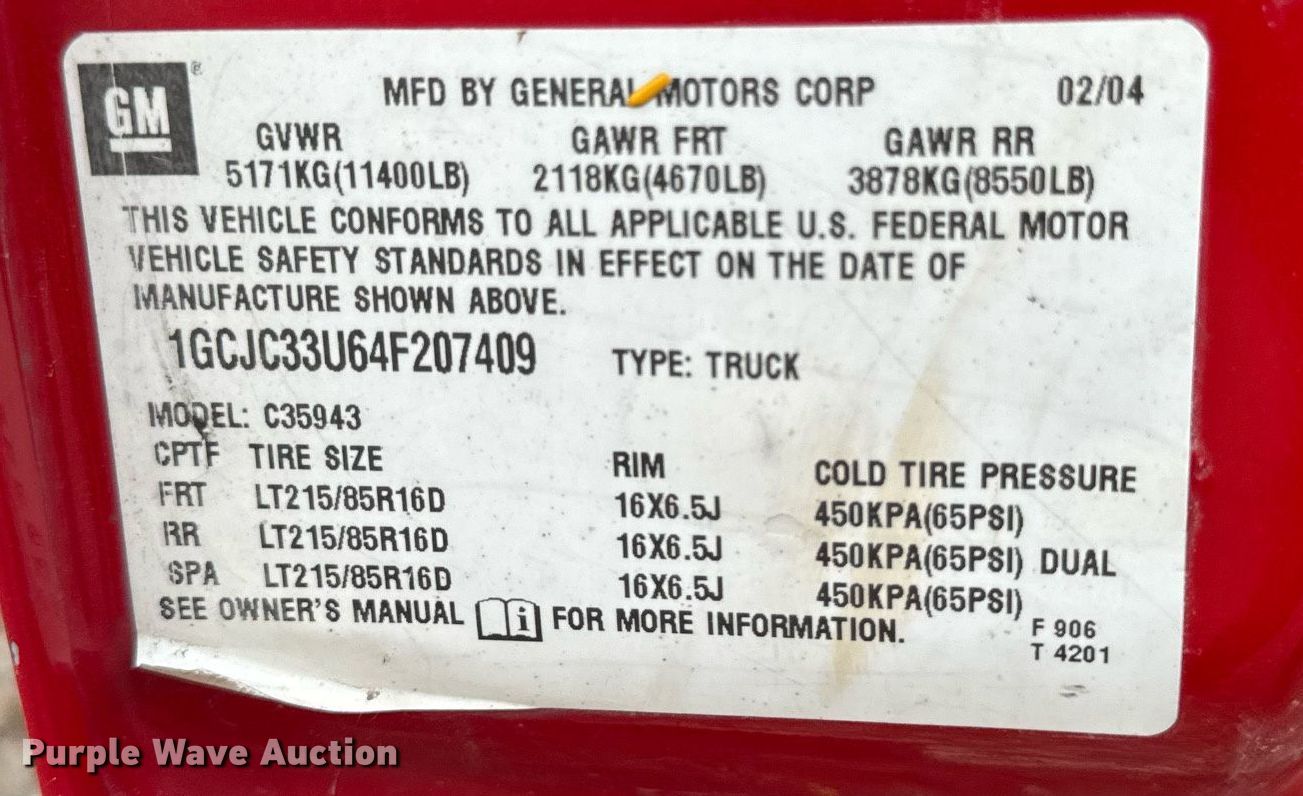 GM ®
MFD BY GENERAL MOTORS CORP 02/04
GVWR GAWR FRT GAWR RR
5171KG(11400LB) 2118KG(4670LB) 3878KG(8550LB)
THIS VEHICLE CONFORMS TO ALL APPLICABLE U.S. FEDERAL MOTOR
VEHICLE SAFETY STANDARDS IN EFFECT ON THE DATE OF
MANUFACTURE SHOWN ABOVE.
1GCJC33U64F207409 TYPE: TRUCK
MODEL: C35943
CPTF TIRE SIZE RIM COLD TIRE PRESSURE
FRT LT215/85R16D 16X6.5J 450KPA(65PSI)
RR LT215/85R16D 16X6.5J 450KPA(65PSI) DUAL
SPA LT215/85R16D 16X6.5J 450KPA(65PSI)
SEE OWNER'S MANUAL i FOR MORE INFORMATION.
F 906
T 4201
Purple Wave Auction